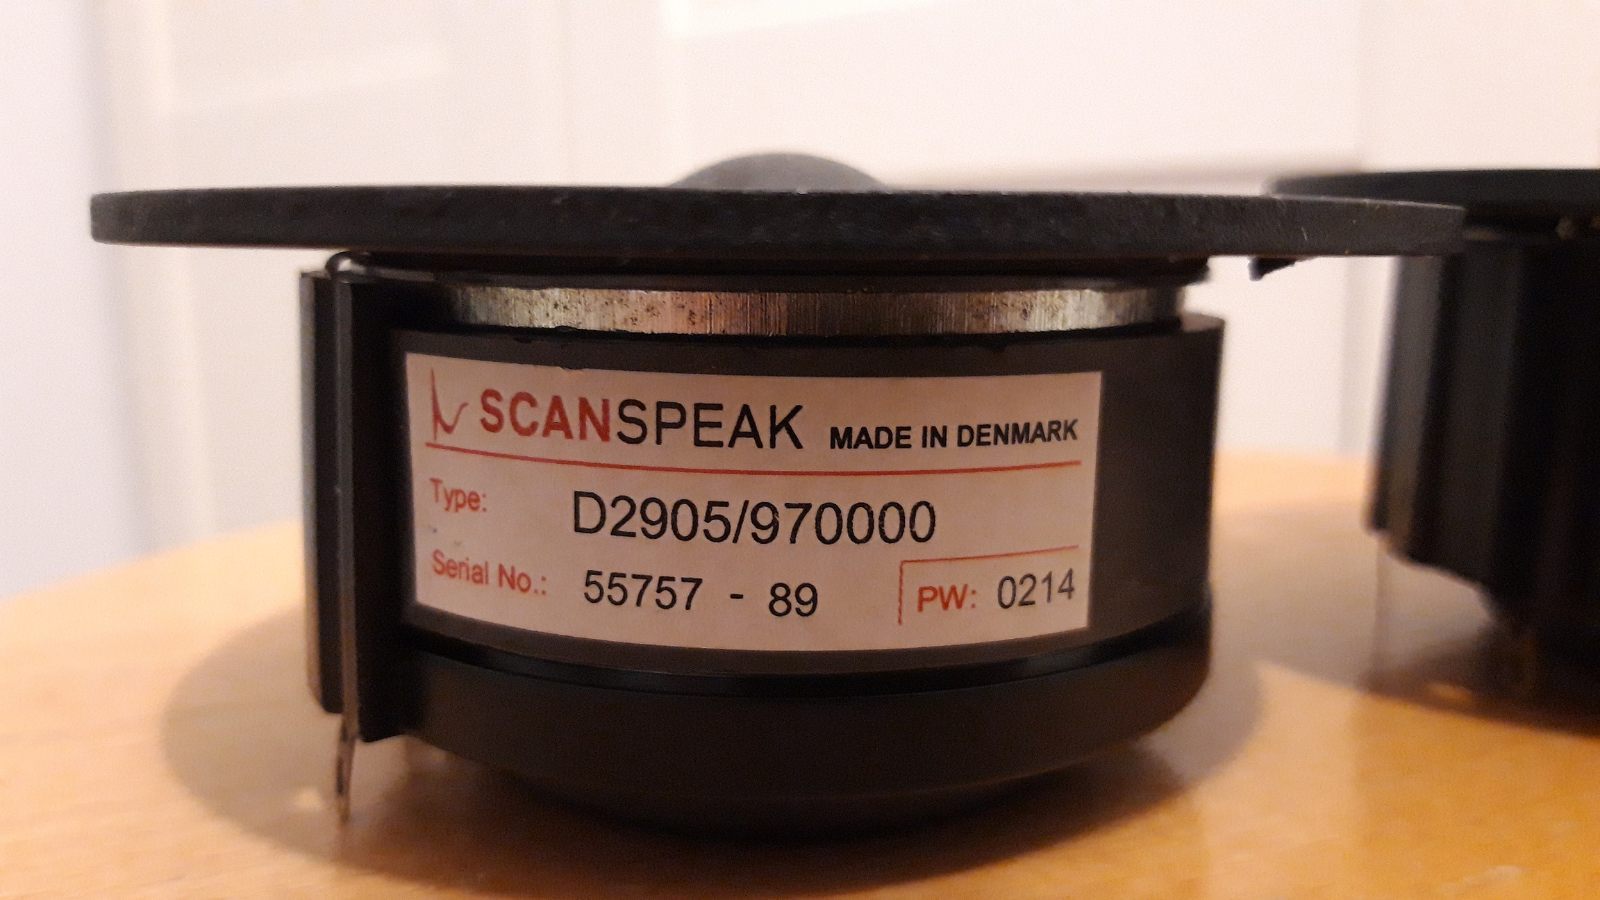 SCANSPEAK MADE IN DENMARK
Type: D2905/970000
Serial No.: 55757 - 89 PW: 0214